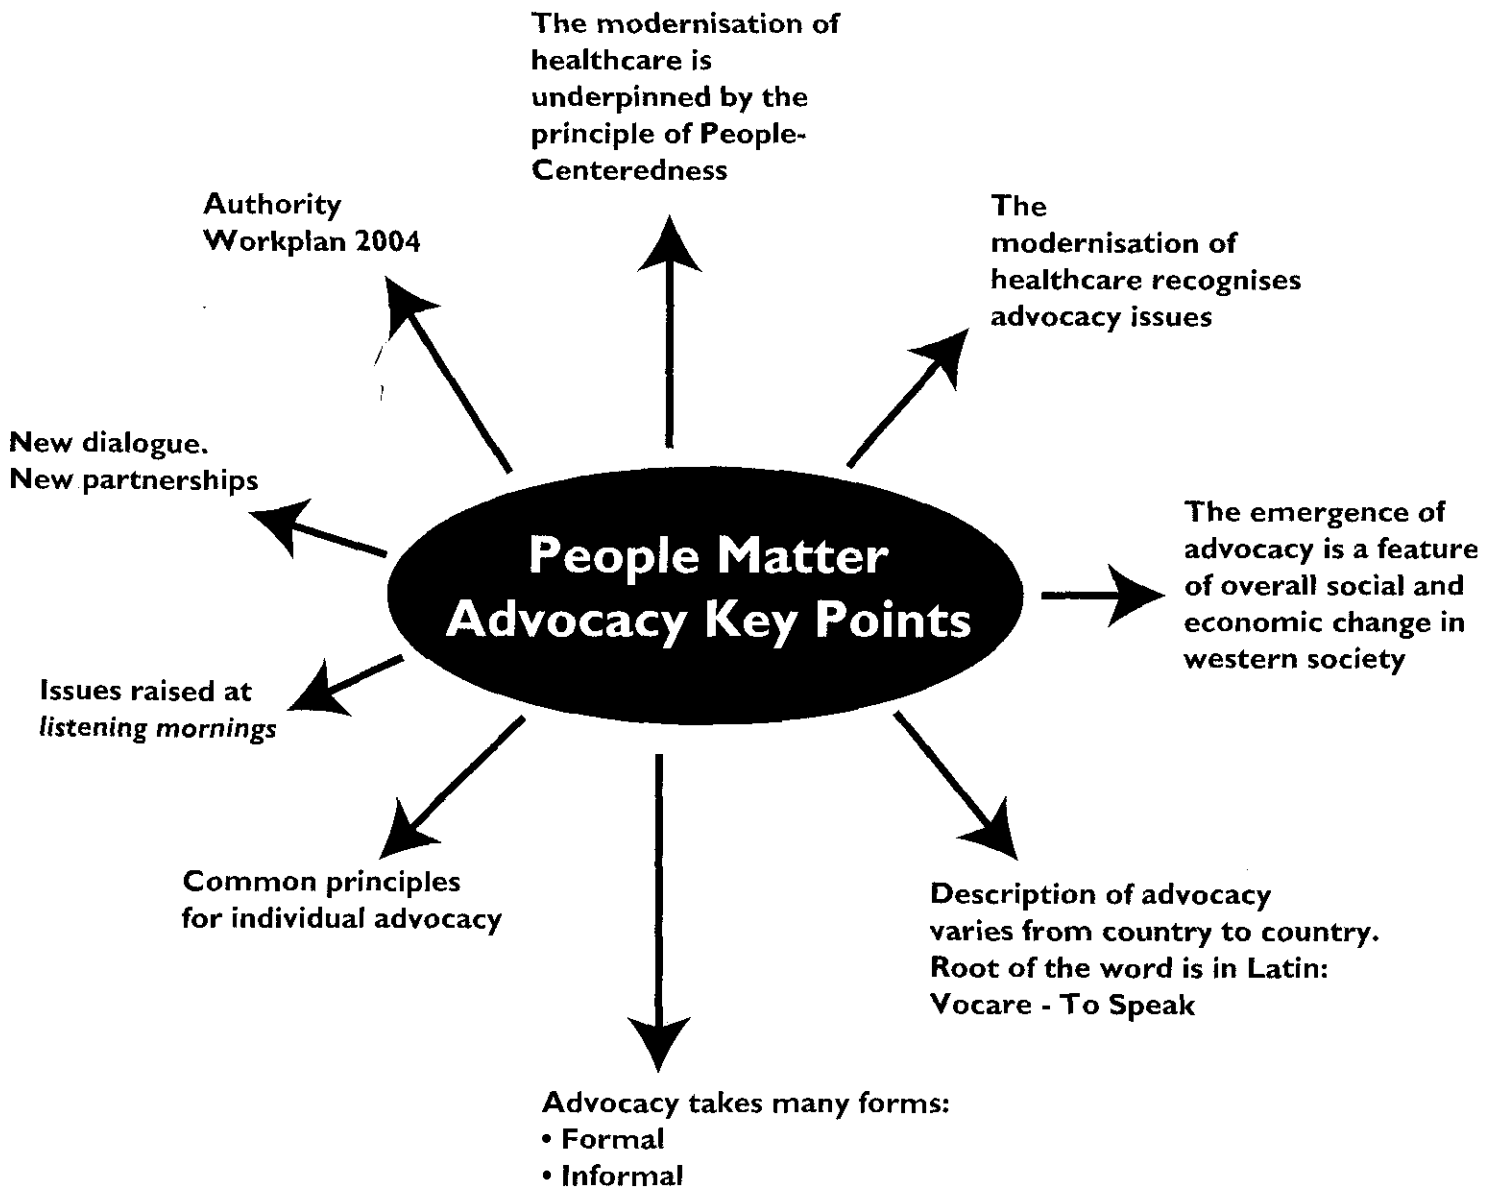 The modernisation of
healthcare is
underpinned by the
principle of People-
Centeredness
Authority
Workplan 2004
The
modernisation of
healthcare recognises
advocacy issues
New dialogue.
New partnerships
People Matter
Advocacy Key Points
The emergence of
advocacy is a feature
of overall social and
economic change in
western society
Issues raised at
listening mornings
Common principles
for individual advocacy
Description of advocacy
varies from country to country.
Root of the word is in Latin:
Vocare - To Speak
Advocacy takes many forms:
• Formal
• Informal